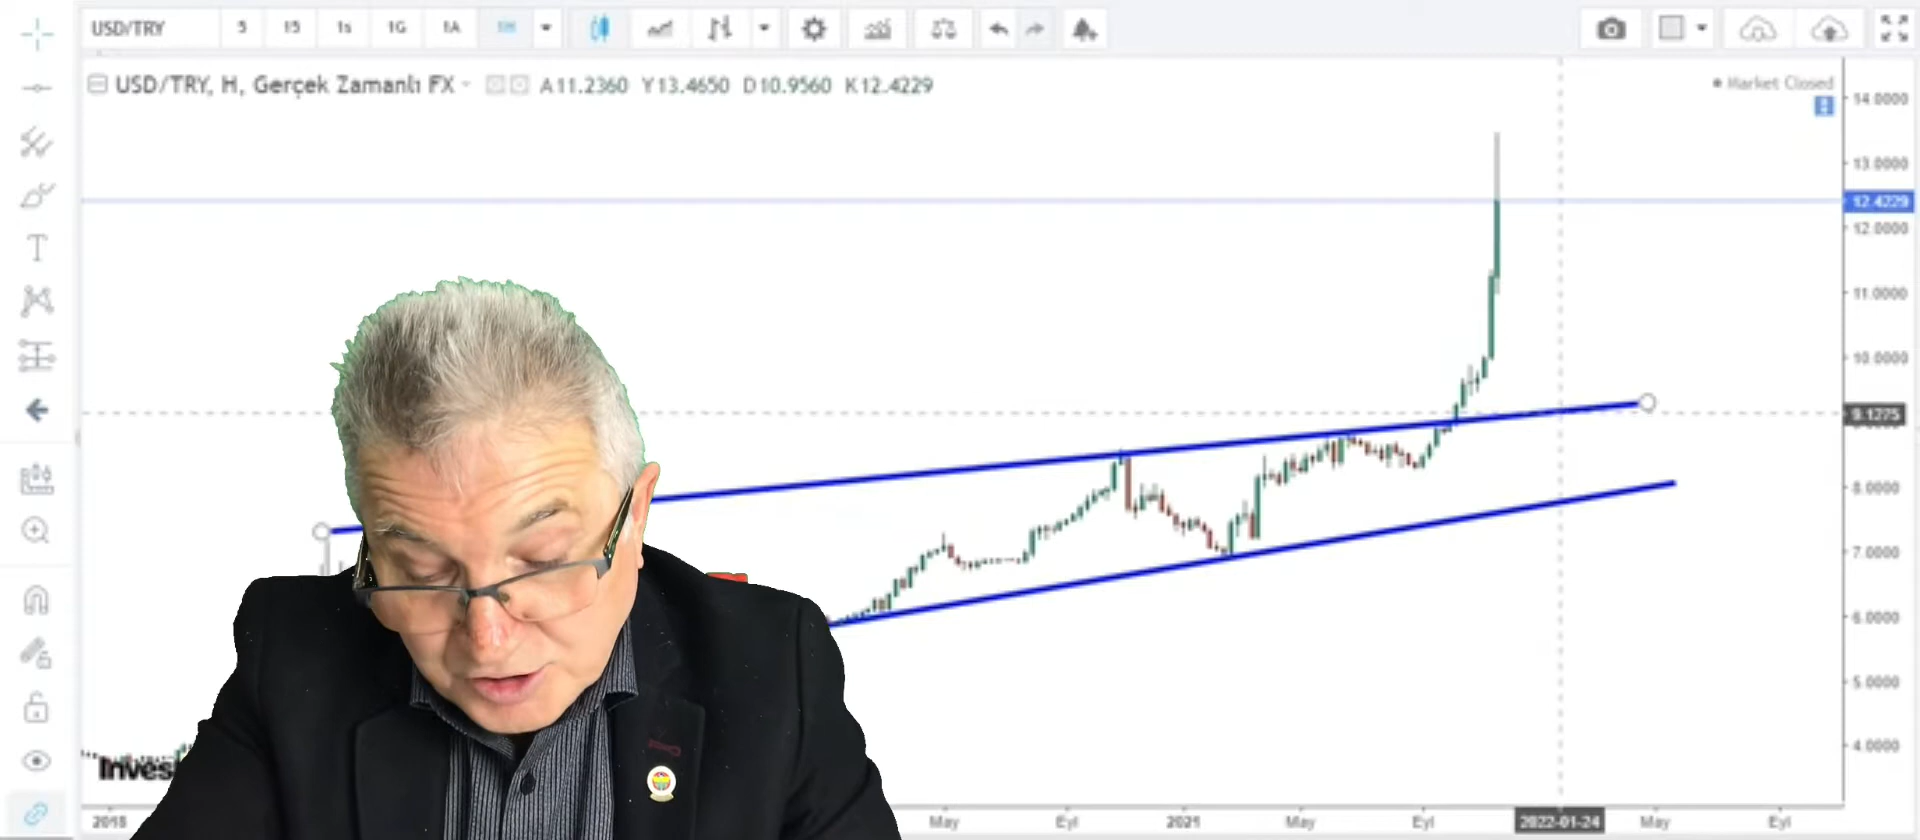 USD/TRY 5 15 1s 1G 1A 1H
USD/TRY, H, Gerçek Zamanlı FX A11.2360 Y13.4650 D10.9560 K12.4229
Market Closed
14.0000
13.0000
12.4229
12.0000
11.0000
10.0000
9.1275
8.0000
7.0000
6.0000
5.0000
4.0000
Inves
2018 May Eyl 2021 May Eyl 2022-01-24 May Eyl